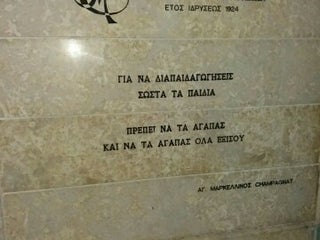 ΕΤΟΣ ΙΔΡΥΣΕΩΣ 1924
ΓΙΑ ΝΑ ΔΙΑΠΑΙΔΑΓΩΓΗΣΕΙΣ
ΣΩΣΤΑ ΤΑ ΠΑΙΔΙΑ
ΠΡΕΠΕΙ ΝΑ ΤΑ ΑΓΑΠΑΣ
ΚΑΙ ΝΑ ΤΑ ΑΓΑΠΑΣ ΟΛΑ ΕΞΙΣΟΥ
ΑΓ. ΜΑΡΚΕΛΛΙΝΟΣ CHAMPAGNAT